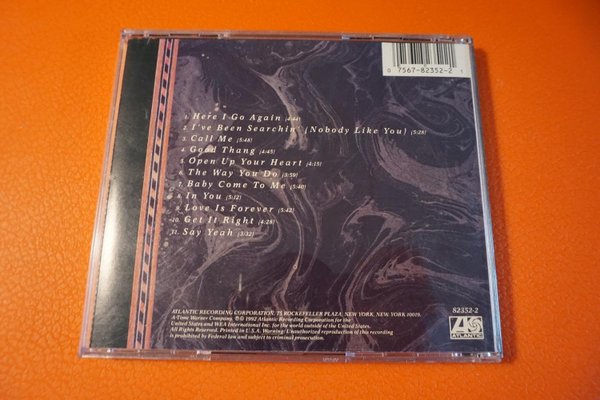 0 7567-82352-2 1
1. Here I Go Again (4:44)
2. I've Been Searchin' (Nobody Like You) (5:28)
3. Call Me (5:48)
4. Good Thang (4:45)
5. Open Up Your Heart (4:15)
6. The Way You Do (3:59)
7. Baby Come To Me (5:40)
8. In You (5:12)
9. Love Is Forever (5:42)
10. Get It Right (4:28)
11. Say Yeah (3:32)
ATLANTIC RECORDING CORPORATION, 75 ROCKEFELLER PLAZA, NEW YORK, NEW YORK 10019.
A Time Warner Company. ℗ © 1992 Atlantic Recording Corporation for the
United States and WEA International Inc. for the world outside of the United States.
All Rights Reserved. Printed in U.S.A. Warning: Unauthorized reproduction of this recording
is prohibited by Federal law and subject to criminal prosecution.
82352-2
ATLANTIC